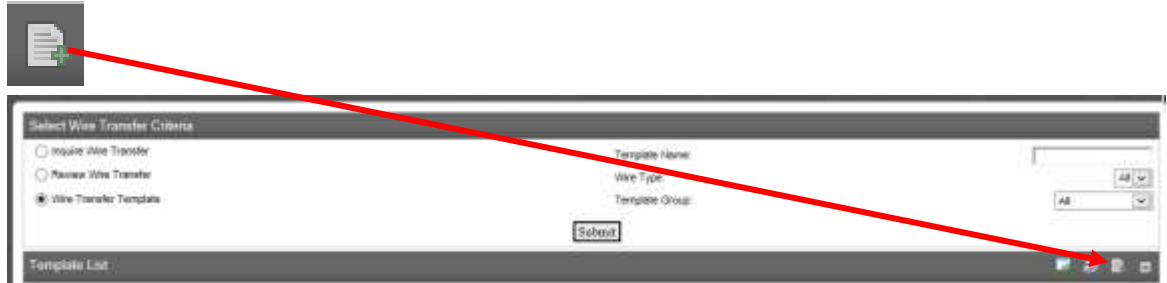 Select Wire Transfer Criteria
Inquire Wire Transfer Template Name:
Review Wire Transfer Wire Type: All
Wire Transfer Template Template Group: All
Submit
Template List